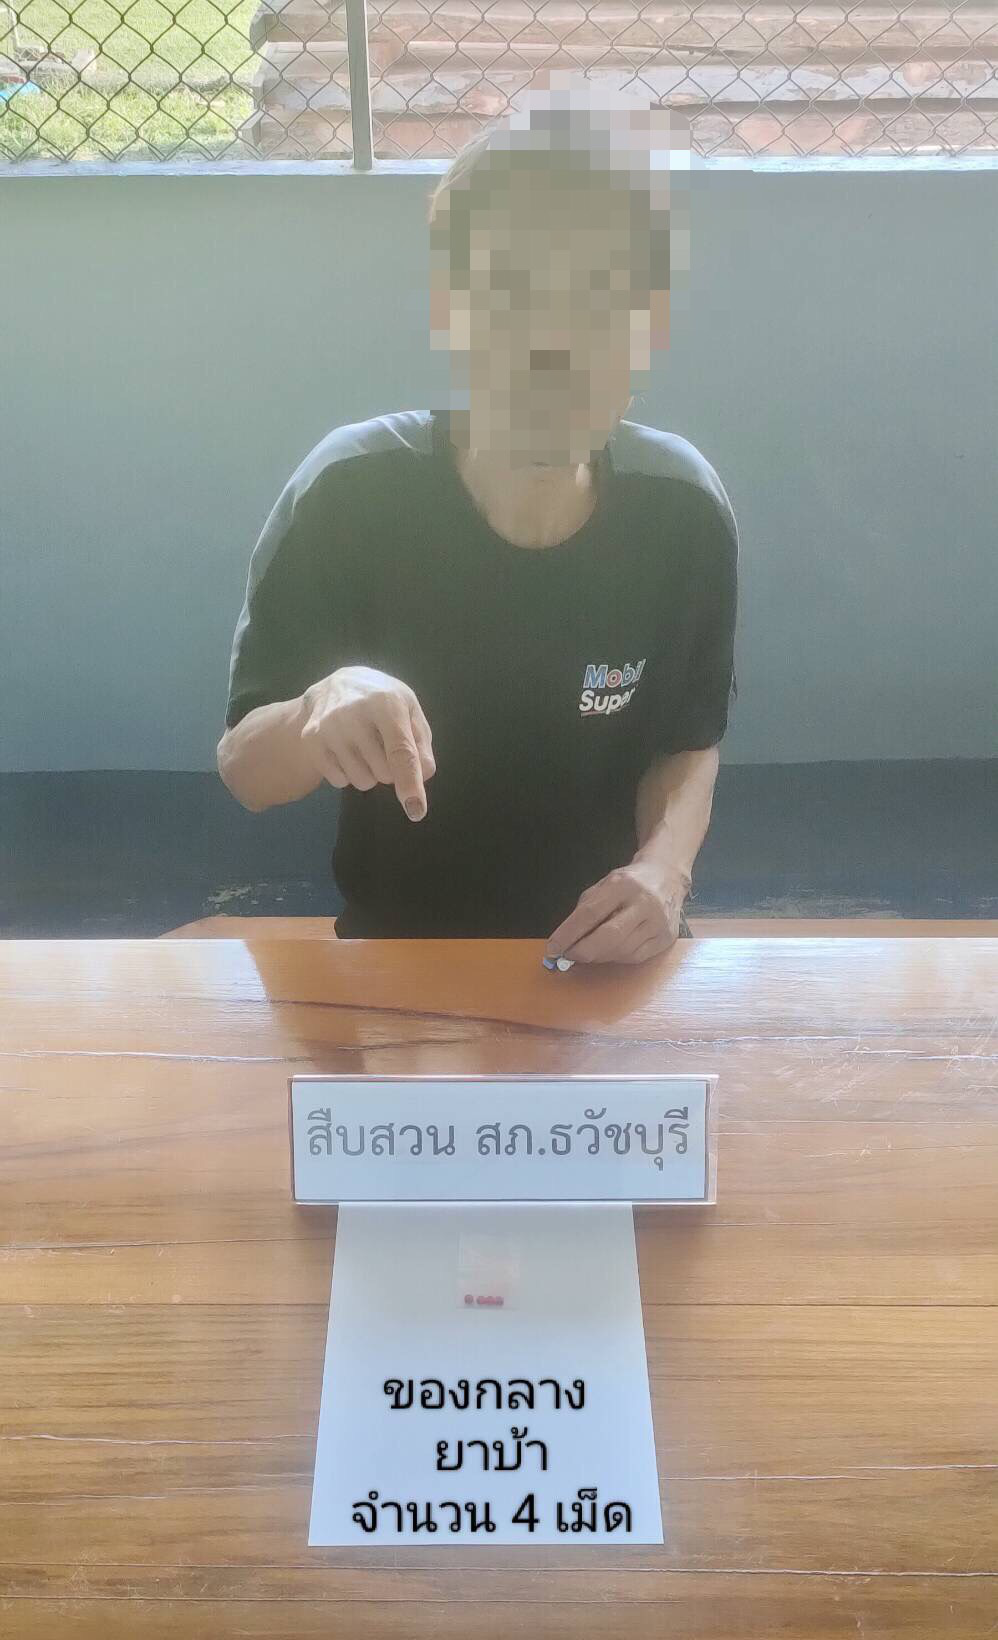 Mobil
Super
สืบสวน สภ.ธวัชบุรี
ของกลาง
ยาบ้า
จำนวน 4 เม็ด